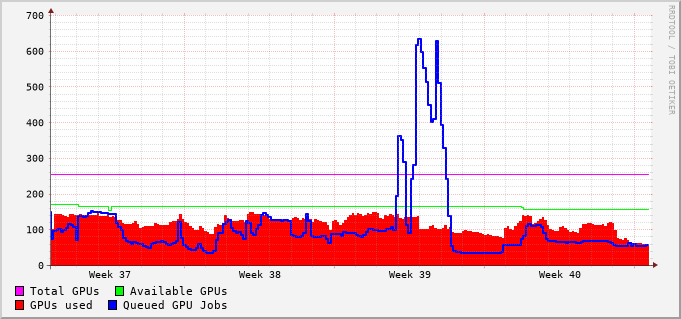 700
600
500
400
300
200
100
0
Week 37 Week 38 Week 39 Week 40
Total GPUs Available GPUs
GPUs used Queued GPU Jobs
RRDTOOL / TOBI OETIKER